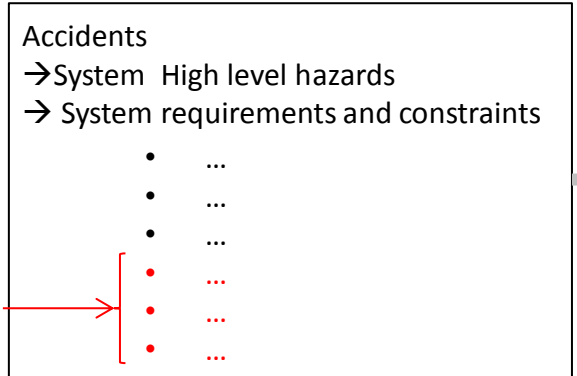 Accidents
→System High level hazards
→ System requirements and constraints
• ...
• ...
• ...
• ...
• ...
• ...